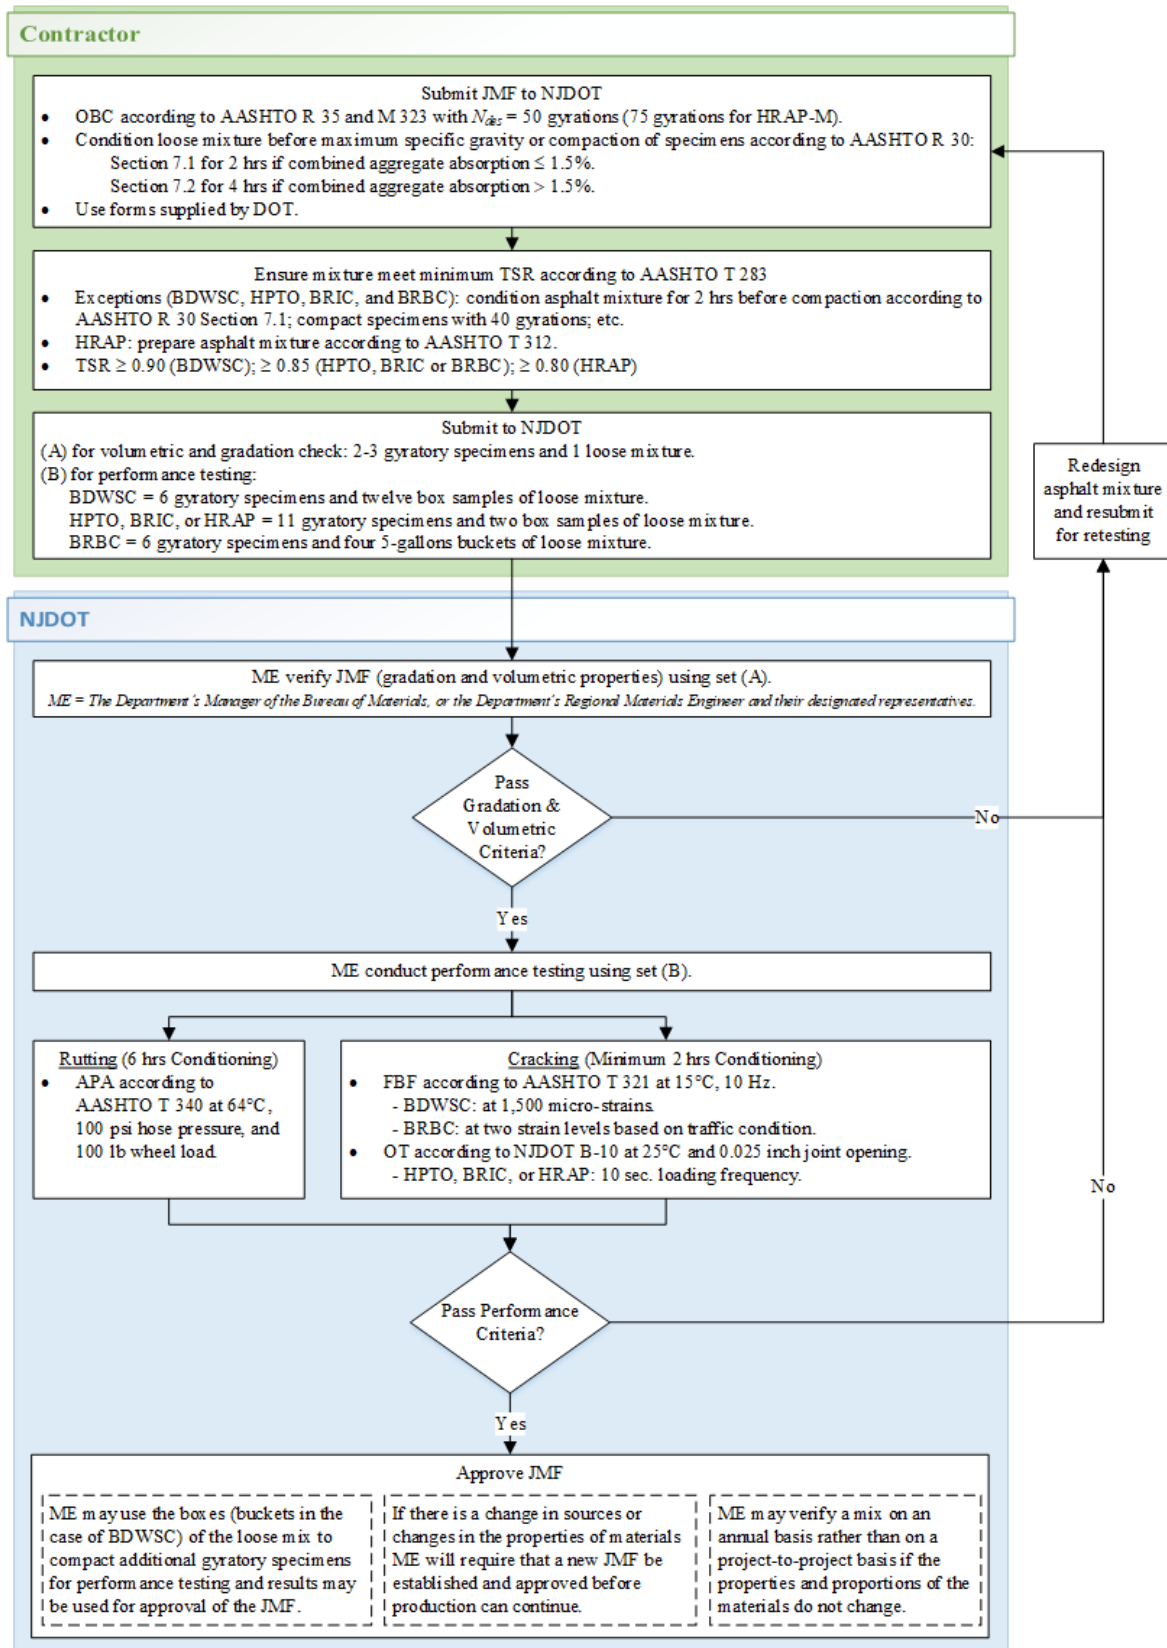 Contractor
Submit JMF to NJDOT
• OBC according to AASHTO R 35 and M 323 with Ndes = 50 gyrations (75 gyrations for HRAP-M).
• Condition loose mixture before maximum specific gravity or compaction of specimens according to AASHTO R 30:
Section 7.1 for 2 hrs if combined aggregate absorption ≤ 1.5%.
Section 7.2 for 4 hrs if combined aggregate absorption > 1.5%.
• Use forms supplied by DOT.
Ensure mixture meet minimum TSR according to AASHTO T 283
• Exceptions (BDWSC, HPTO, BRIC, and BRBC): condition asphalt mixture for 2 hrs before compaction according to
AASHTO R 30 Section 7.1; compact specimens with 40 gyrations; etc.
• HRAP: prepare asphalt mixture according to AASHTO T 312.
• TSR ≥ 0.90 (BDWSC); ≥ 0.85 (HPTO, BRIC or BRBC); ≥ 0.80 (HRAP)
Submit to NJDOT
(A) for volumetric and gradation check: 2-3 gyratory specimens and 1 loose mixture.
(B) for performance testing:
BDWSC = 6 gyratory specimens and twelve box samples of loose mixture.
HPTO, BRIC, or HRAP = 11 gyratory specimens and two box samples of loose mixture.
BRBC = 6 gyratory specimens and four 5-gallons buckets of loose mixture.
Redesign
asphalt mixture
and resubmit
for retesting
NJDOT
ME verify JMF (gradation and volumetric properties) using set (A).
ME = The Department's Manager of the Bureau of Materials, or the Department's Regional Materials Engineer and their designated representatives.
Pass
Gradation &
Volumetric
Criteria?
No
Yes
ME conduct performance testing using set (B).
Rutting (6 hrs Conditioning)
• APA according to
AASHTO T 340 at 64°C,
100 psi hose pressure, and
100 lb wheel load.
Cracking (Minimum 2 hrs Conditioning)
• FBF according to AASHTO T 321 at 15°C, 10 Hz.
- BDWSC: at 1,500 micro-strains.
- BRBC: at two strain levels based on traffic condition.
• OT according to NJDOT B-10 at 25°C and 0.025 inch joint opening.
- HPTO, BRIC, or HRAP: 10 sec. loading frequency.
No
Pass Performance
Criteria?
Yes
Approve JMF
ME may use the boxes (buckets in the
case of BDWSC) of the loose mix to
compact additional gyratory specimens
for performance testing and results may
be used for approval of the JMF.
If there is a change in sources or
changes in the properties of materials
ME will require that a new JMF be
established and approved before
production can continue.
ME may verify a mix on an
annual basis rather than on a
project-to-project basis if the
properties and proportions of the
materials do not change.